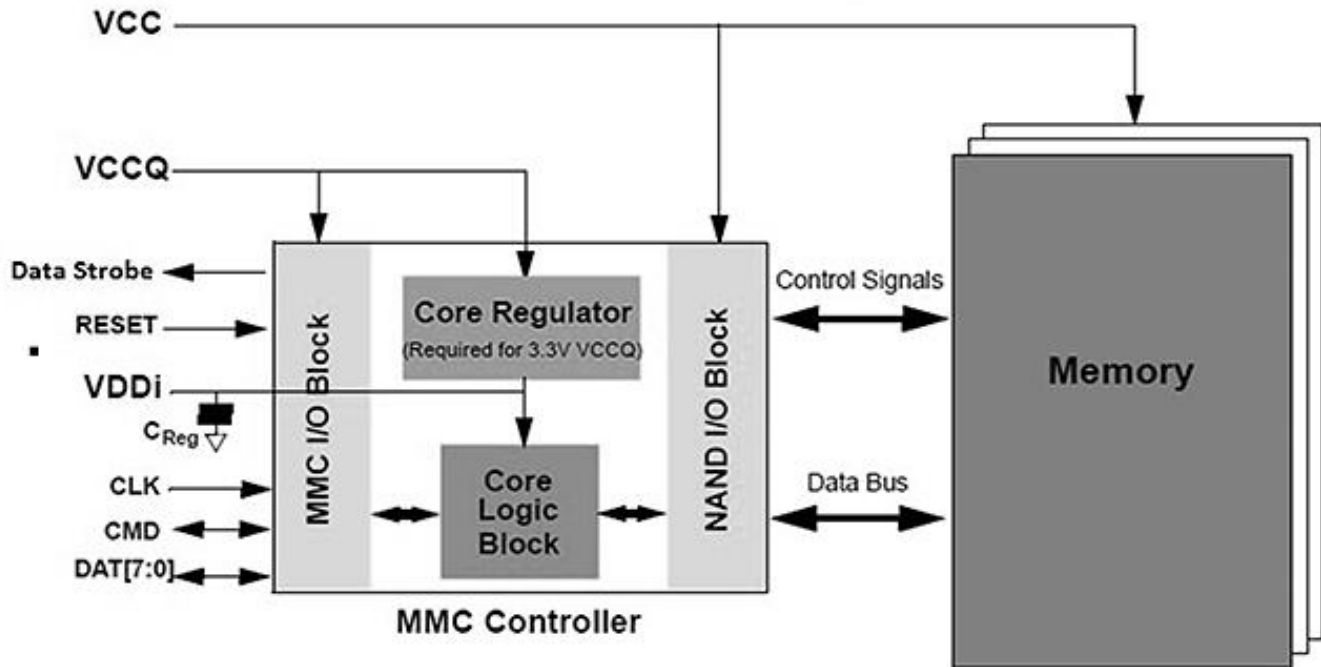 VCC
VCCQ
Data Strobe
RESET
VDDi
CReg
CLK
CMD
DAT[7:0]
MMC I/O Block
Core Regulator
(Required for 3.3V VCCQ)
Core
Logic
Block
NAND I/O Block
MMC Controller
Control Signals
Data Bus
Memory